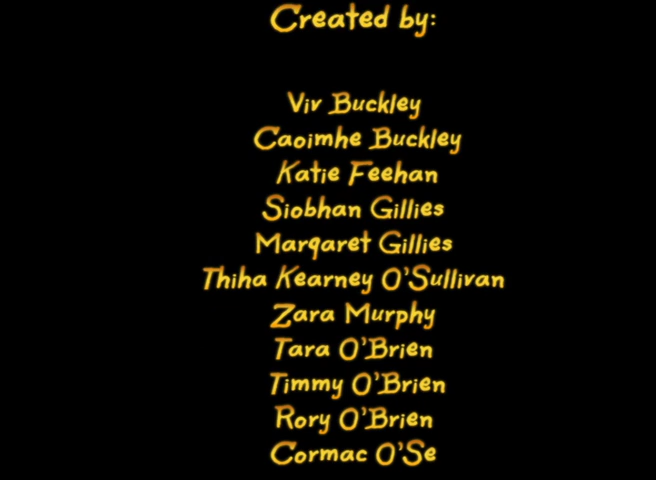 Created by:
Viv Buckley
Caoimhe Buckley
Katie Feehan
Siobhan Gillies
Margaret Gillies
Thiha Kearney O'Sullivan
Zara Murphy
Tara O'Brien
Timmy O'Brien
Rory O'Brien
Cormac O'Se